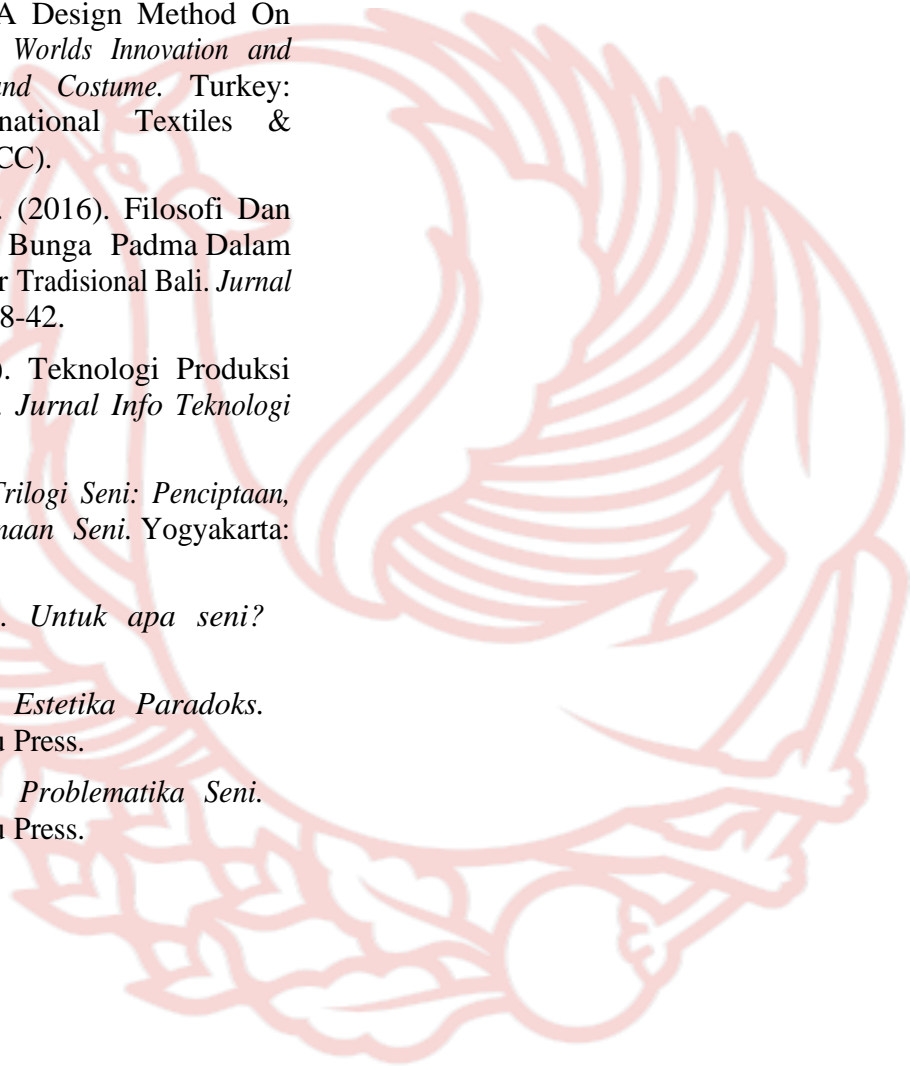 A Design Method On
Worlds Innovation and
and Costume. Turkey:
national Textiles &
CC).
. (2016). Filosofi Dan
Bunga Padma Dalam
r Tradisional Bali. Jurnal
8-42.
). Teknologi Produksi
. Jurnal Info Teknologi
Trilogi Seni: Penciptaan,
naan Seni. Yogyakarta:
. Untuk apa seni?
Estetika Paradoks.
u Press.
Problematika Seni.
u Press.